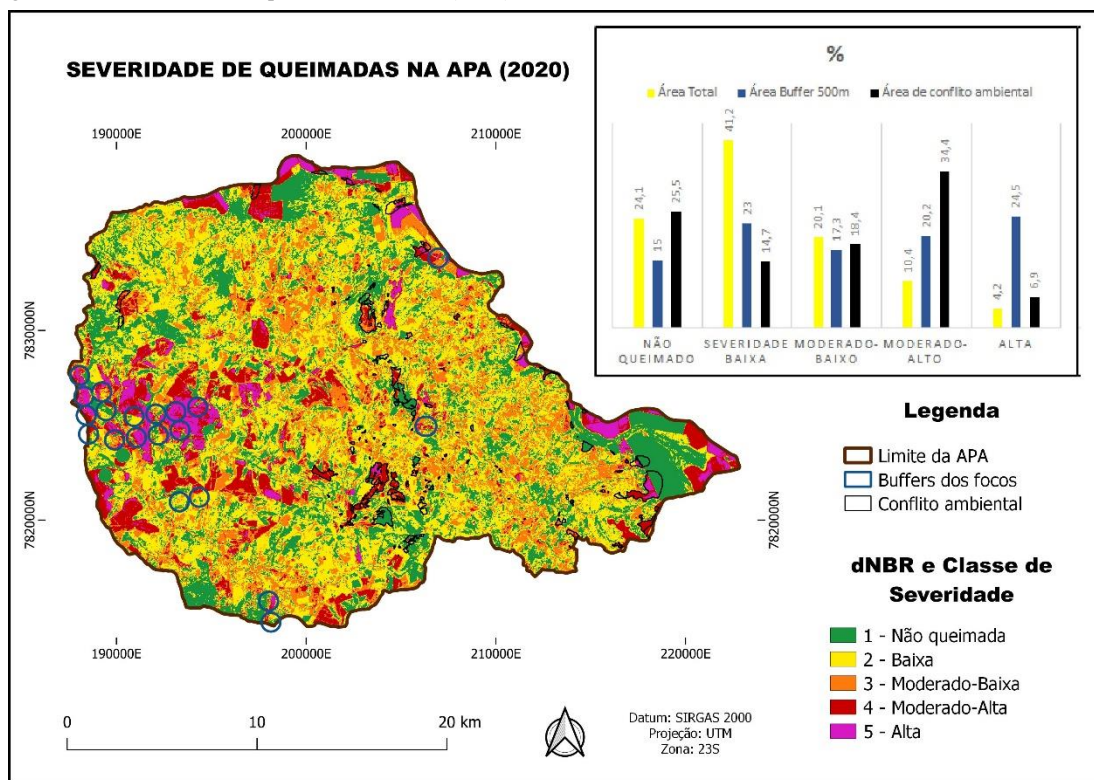 SEVERIDADE DE QUEIMADAS NA APA (2020)
190000E
200000E
210000E
7830000N
7820000N
7820000N
190000E
200000E
210000E
220000E
%
Área Total
Área Buffer 500m
Área de conflito ambiental
24,1
15
25,5
41,2
23
14,7
20,1
17,3
18,4
10,4
20,2
34,4
4,2
24,5
6,9
NÃO
QUEIMADO
SEVERIDADE
BAIXA
MODERADO-
BAIXO
MODERADO-
ALTO
ALTA
Legenda
Limite da APA
Buffers dos focos
Conflito ambiental
dNBR e Classe de
Severidade
1 - Não queimada
2 - Baixa
3 - Moderado-Baixa
4 - Moderado-Alta
5 - Alta
0
10
20 km
Datum: SIRGAS 2000
Projeção: UTM
Zona: 23S